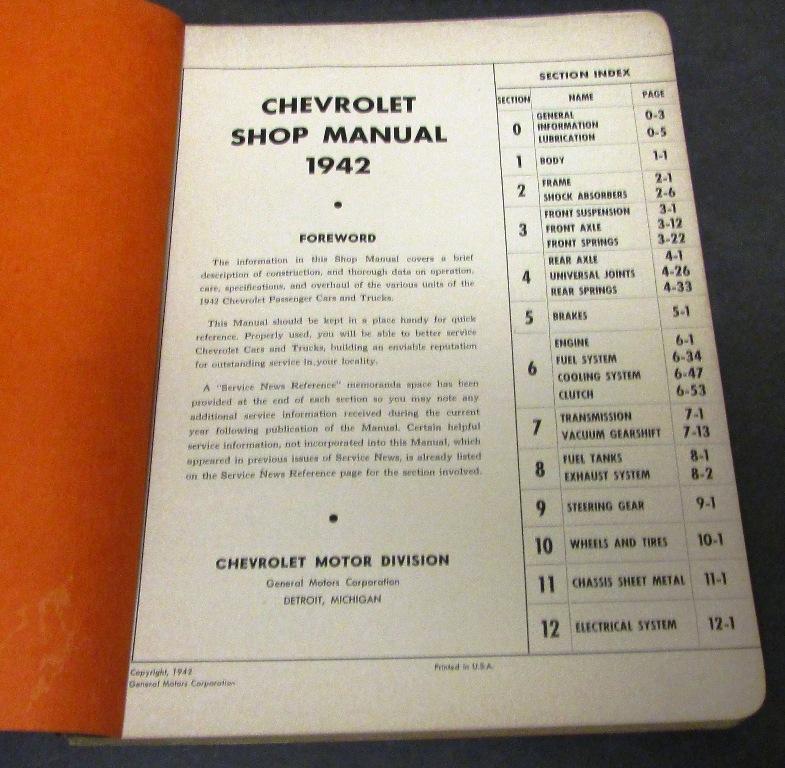 CHEVROLET
SHOP MANUAL
1942
FOREWORD
The information in this Shop Manual covers a brief
description of construction, and thorough data on operation,
care, specifications, and overhaul of the various units of the
1942 Chevrolet Passenger Cars and Trucks.
This Manual should be kept in a place handy for quick
reference. Properly used, you will be able to better service
Chevrolet Cars and Trucks, building an enviable reputation
for outstanding service in your locality.
A "Service News Reference" memoranda space has been
provided at the end of each section so you may note any
additional service information received during the current
year following publication of the Manual. Certain helpful
service information, not incorporated into this Manual, which
appeared in previous issues of Service News, is already listed
on the Service News Reference page for the section involved.
CHEVROLET MOTOR DIVISION
General Motors Corporation
DETROIT, MICHIGAN
SECTION INDEX
SECTION NAME PAGE
0 GENERAL
INFORMATION 0-3
LUBRICATION 0-5
1 BODY 1-1
2 FRAME 2-1
SHOCK ABSORBERS 2-6
3 FRONT SUSPENSION 3-1
FRONT AXLE 3-12
FRONT SPRINGS 3-22
4 REAR AXLE 4-1
UNIVERSAL JOINTS 4-26
REAR SPRINGS 4-33
5 BRAKES 5-1
6 ENGINE 6-1
FUEL SYSTEM 6-34
COOLING SYSTEM 6-47
CLUTCH 6-53
7 TRANSMISSION 7-1
VACUUM GEARSHIFT 7-13
8 FUEL TANKS 8-1
EXHAUST SYSTEM 8-2
9 STEERING GEAR 9-1
10 WHEELS AND TIRES 10-1
11 CHASSIS SHEET METAL 11-1
12 ELECTRICAL SYSTEM 12-1
Copyright, 1942
General Motors Corporation
Printed in U.S.A.